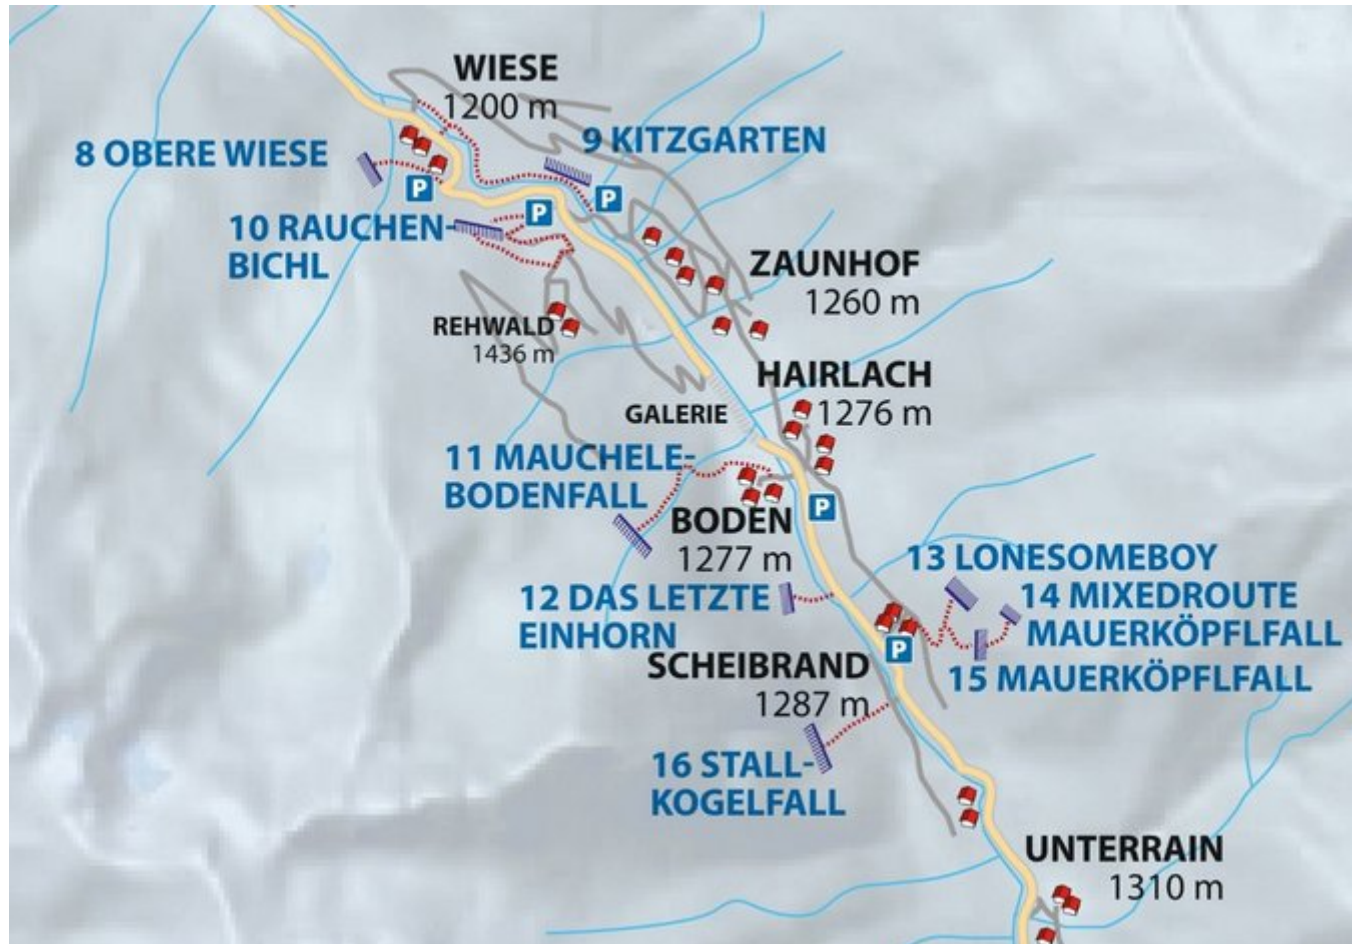 WIESE
1200 m
9 KITZGARTEN
8 OBERE WIESE
P
P
P
10 RAUCHEN-
BICHL
ZAUNHOF
1260 m
REHWALD
1436 m
HAIRLACH
1276 m
GALERIE
11 MAUCHELE-
BODENFALL
P
BODEN
1277 m
13 LONESOMEBOY
12 DAS LETZTE
EINHORN
14 MIXEDROUTE
MAUERKÖPFLFALL
P
SCHEIBRAND
1287 m
15 MAUERKÖPFLFALL
16 STALL-
KOGELFALL
UNTERRAIN
1310 m